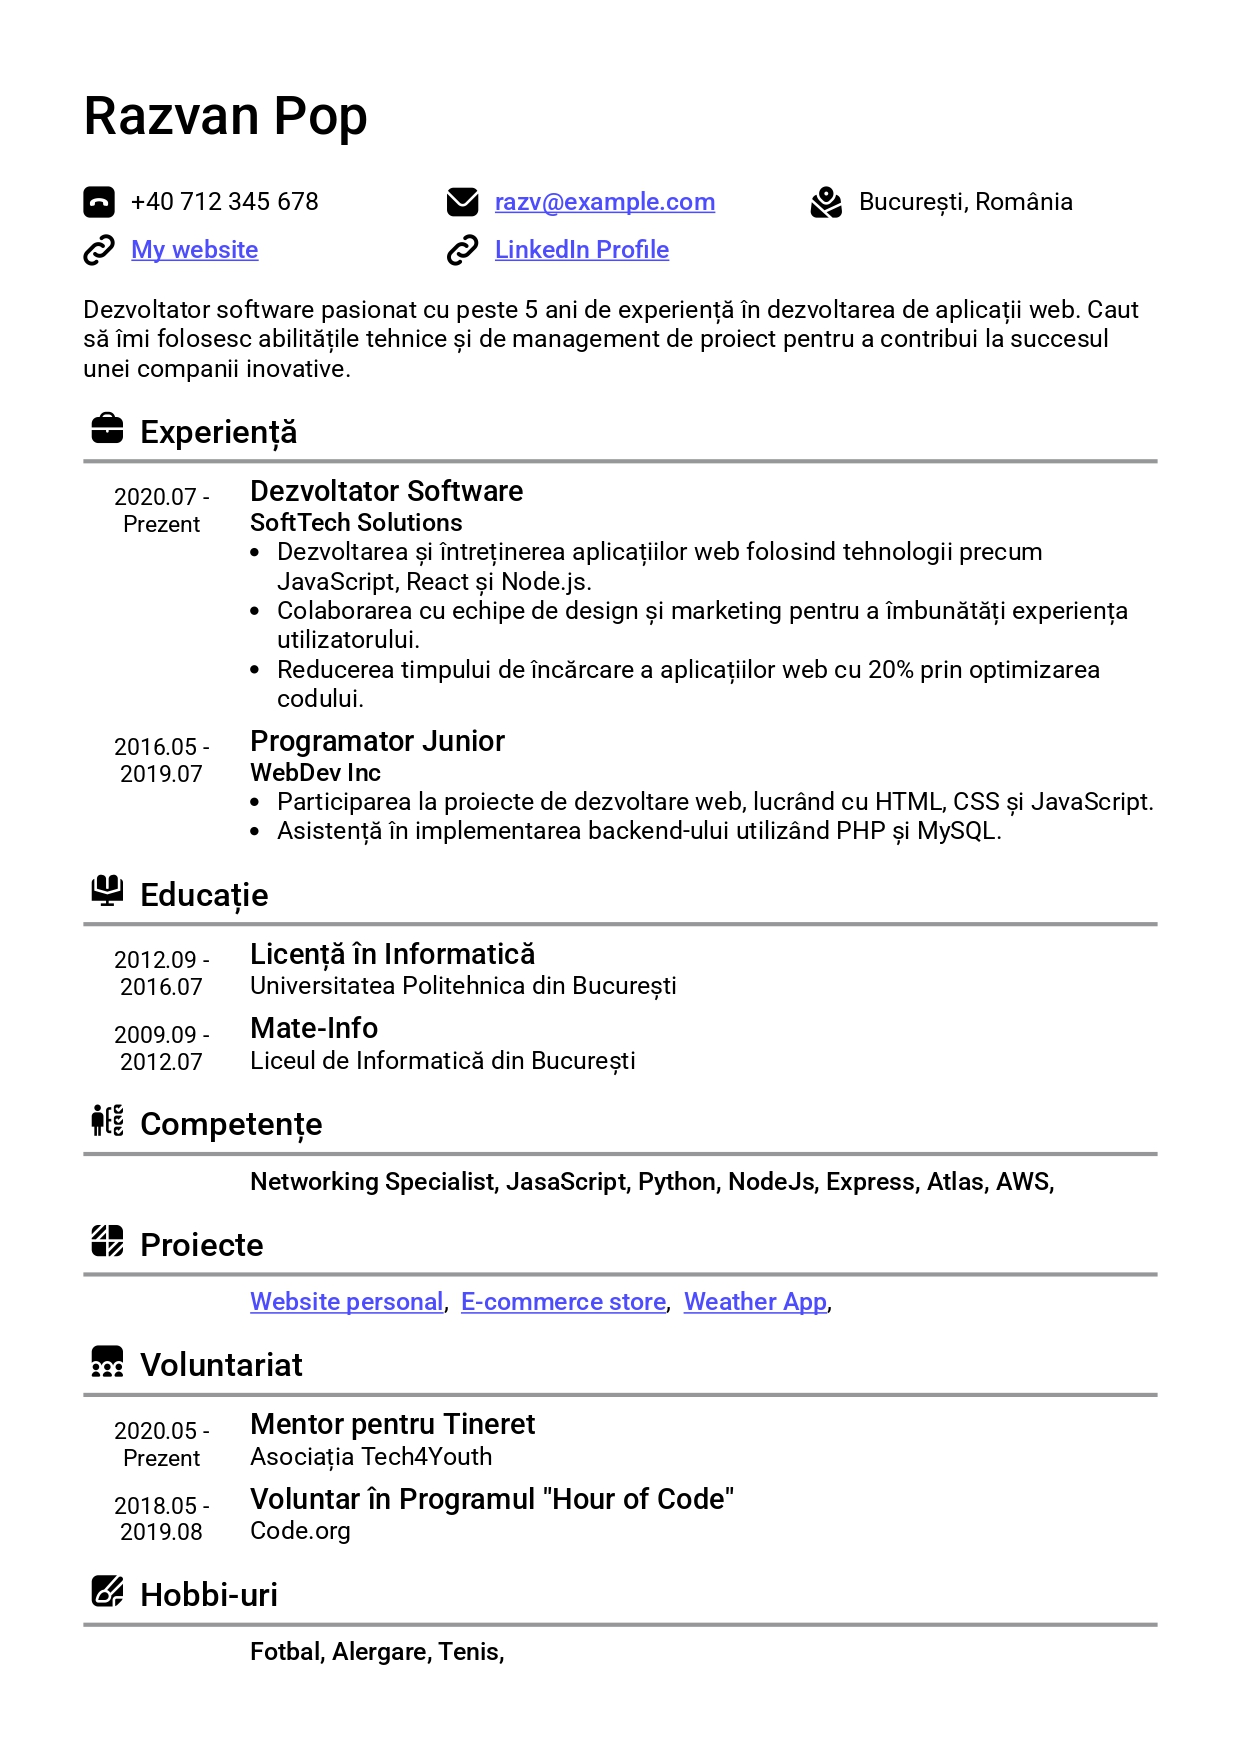 Razvan Pop
+40 712 345 678
razv@example.com
București, România
My website
LinkedIn Profile
Dezvoltator software pasionat cu peste 5 ani de experiență în dezvoltarea de aplicații web. Caut
să îmi folosesc abilitățile tehnice și de management de proiect pentru a contribui la succesul
unei companii inovative.
Experiență
2020.07 -
Prezent
Dezvoltator Software
SoftTech Solutions
• Dezvoltarea și întreținerea aplicațiilor web folosind tehnologii precum
JavaScript, React și Node.js.
• Colaborarea cu echipe de design și marketing pentru a îmbunătăți experiența
utilizatorului.
• Reducerea timpului de încărcare a aplicațiilor web cu 20% prin optimizarea
codului.
2016.05 -
2019.07
Programator Junior
WebDev Inc
• Participarea la proiecte de dezvoltare web, lucrând cu HTML, CSS și JavaScript.
• Asistență în implementarea backend-ului utilizând PHP și MySQL.
Educație
2012.09 -
2016.07
Licență în Informatică
Universitatea Politehnica din București
2009.09 -
2012.07
Mate-Info
Liceul de Informatică din București
Competențe
Networking Specialist, JasaScript, Python, NodeJs, Express, Atlas, AWS,
Proiecte
Website personal, E-commerce store, Weather App,
Voluntariat
2020.05 -
Prezent
Mentor pentru Tineret
Asociația Tech4Youth
2018.05 -
2019.08
Voluntar în Programul "Hour of Code"
Code.org
Hobbi-uri
Fotbal, Alergare, Tenis,